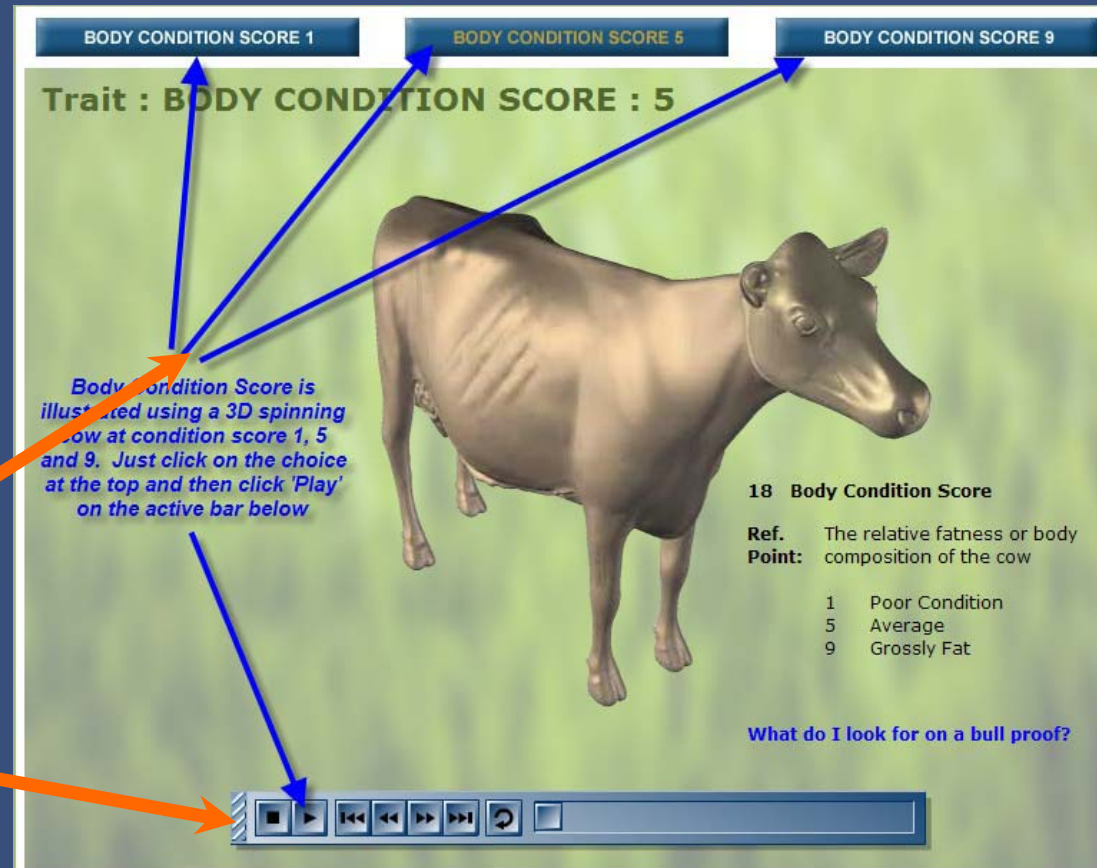 BODY CONDITION SCORE 1
BODY CONDITION SCORE 5
BODY CONDITION SCORE 9
Trait : BODY CONDITION SCORE : 5
Body Condition Score is
illustrated using a 3D spinning
cow at condition score 1, 5
and 9. Just click on the choice
at the top and then click 'Play'
on the active bar below
18 Body Condition Score
Ref. The relative fatness or body
Point: composition of the cow
1 Poor Condition
5 Average
9 Grossly Fat
What do I look for on a bull proof?